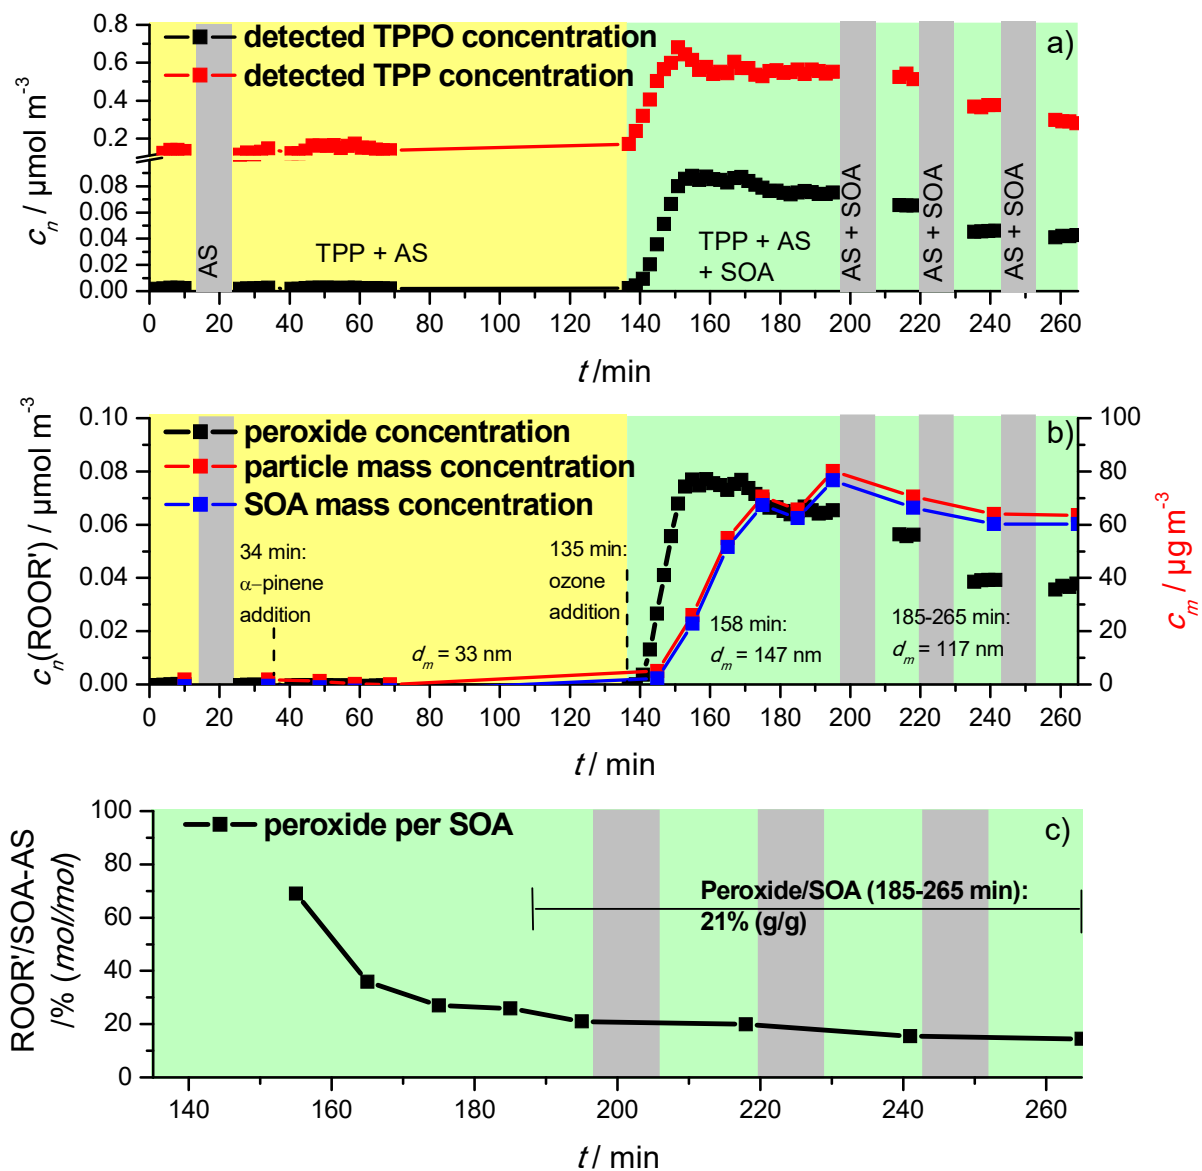 detected TPPO concentration
detected TPP concentration
a)
0.8
0.6
0.4
0.2
0.08
0.06
0.04
0.02
0.00
c_n / µmol m⁻³
AS
TPP + AS
TPP + AS
+ SOA
AS + SOA
AS + SOA
AS + SOA
0 20 40 60 80 100 120 140 160 180 200 220 240 260
t /min
peroxide concentration
particle mass concentration
SOA mass concentration
b)
0.10
0.08
0.06
0.04
0.02
0.00
c_n(ROOR') / µmol m⁻³
100
80
60
40
20
0
c_m / µg m⁻³
34 min:
α−pinene
addition
135 min:
ozone
addition
d_m = 33 nm
158 min:
d_m = 147 nm
185-265 min:
d_m = 117 nm
0 20 40 60 80 100 120 140 160 180 200 220 240 260
t / min
peroxide per SOA
c)
100
80
60
40
20
0
ROOR'/SOA-AS
/% (mol/mol)
Peroxide/SOA (185-265 min):
21% (g/g)
140 160 180 200 220 240 260
t / min